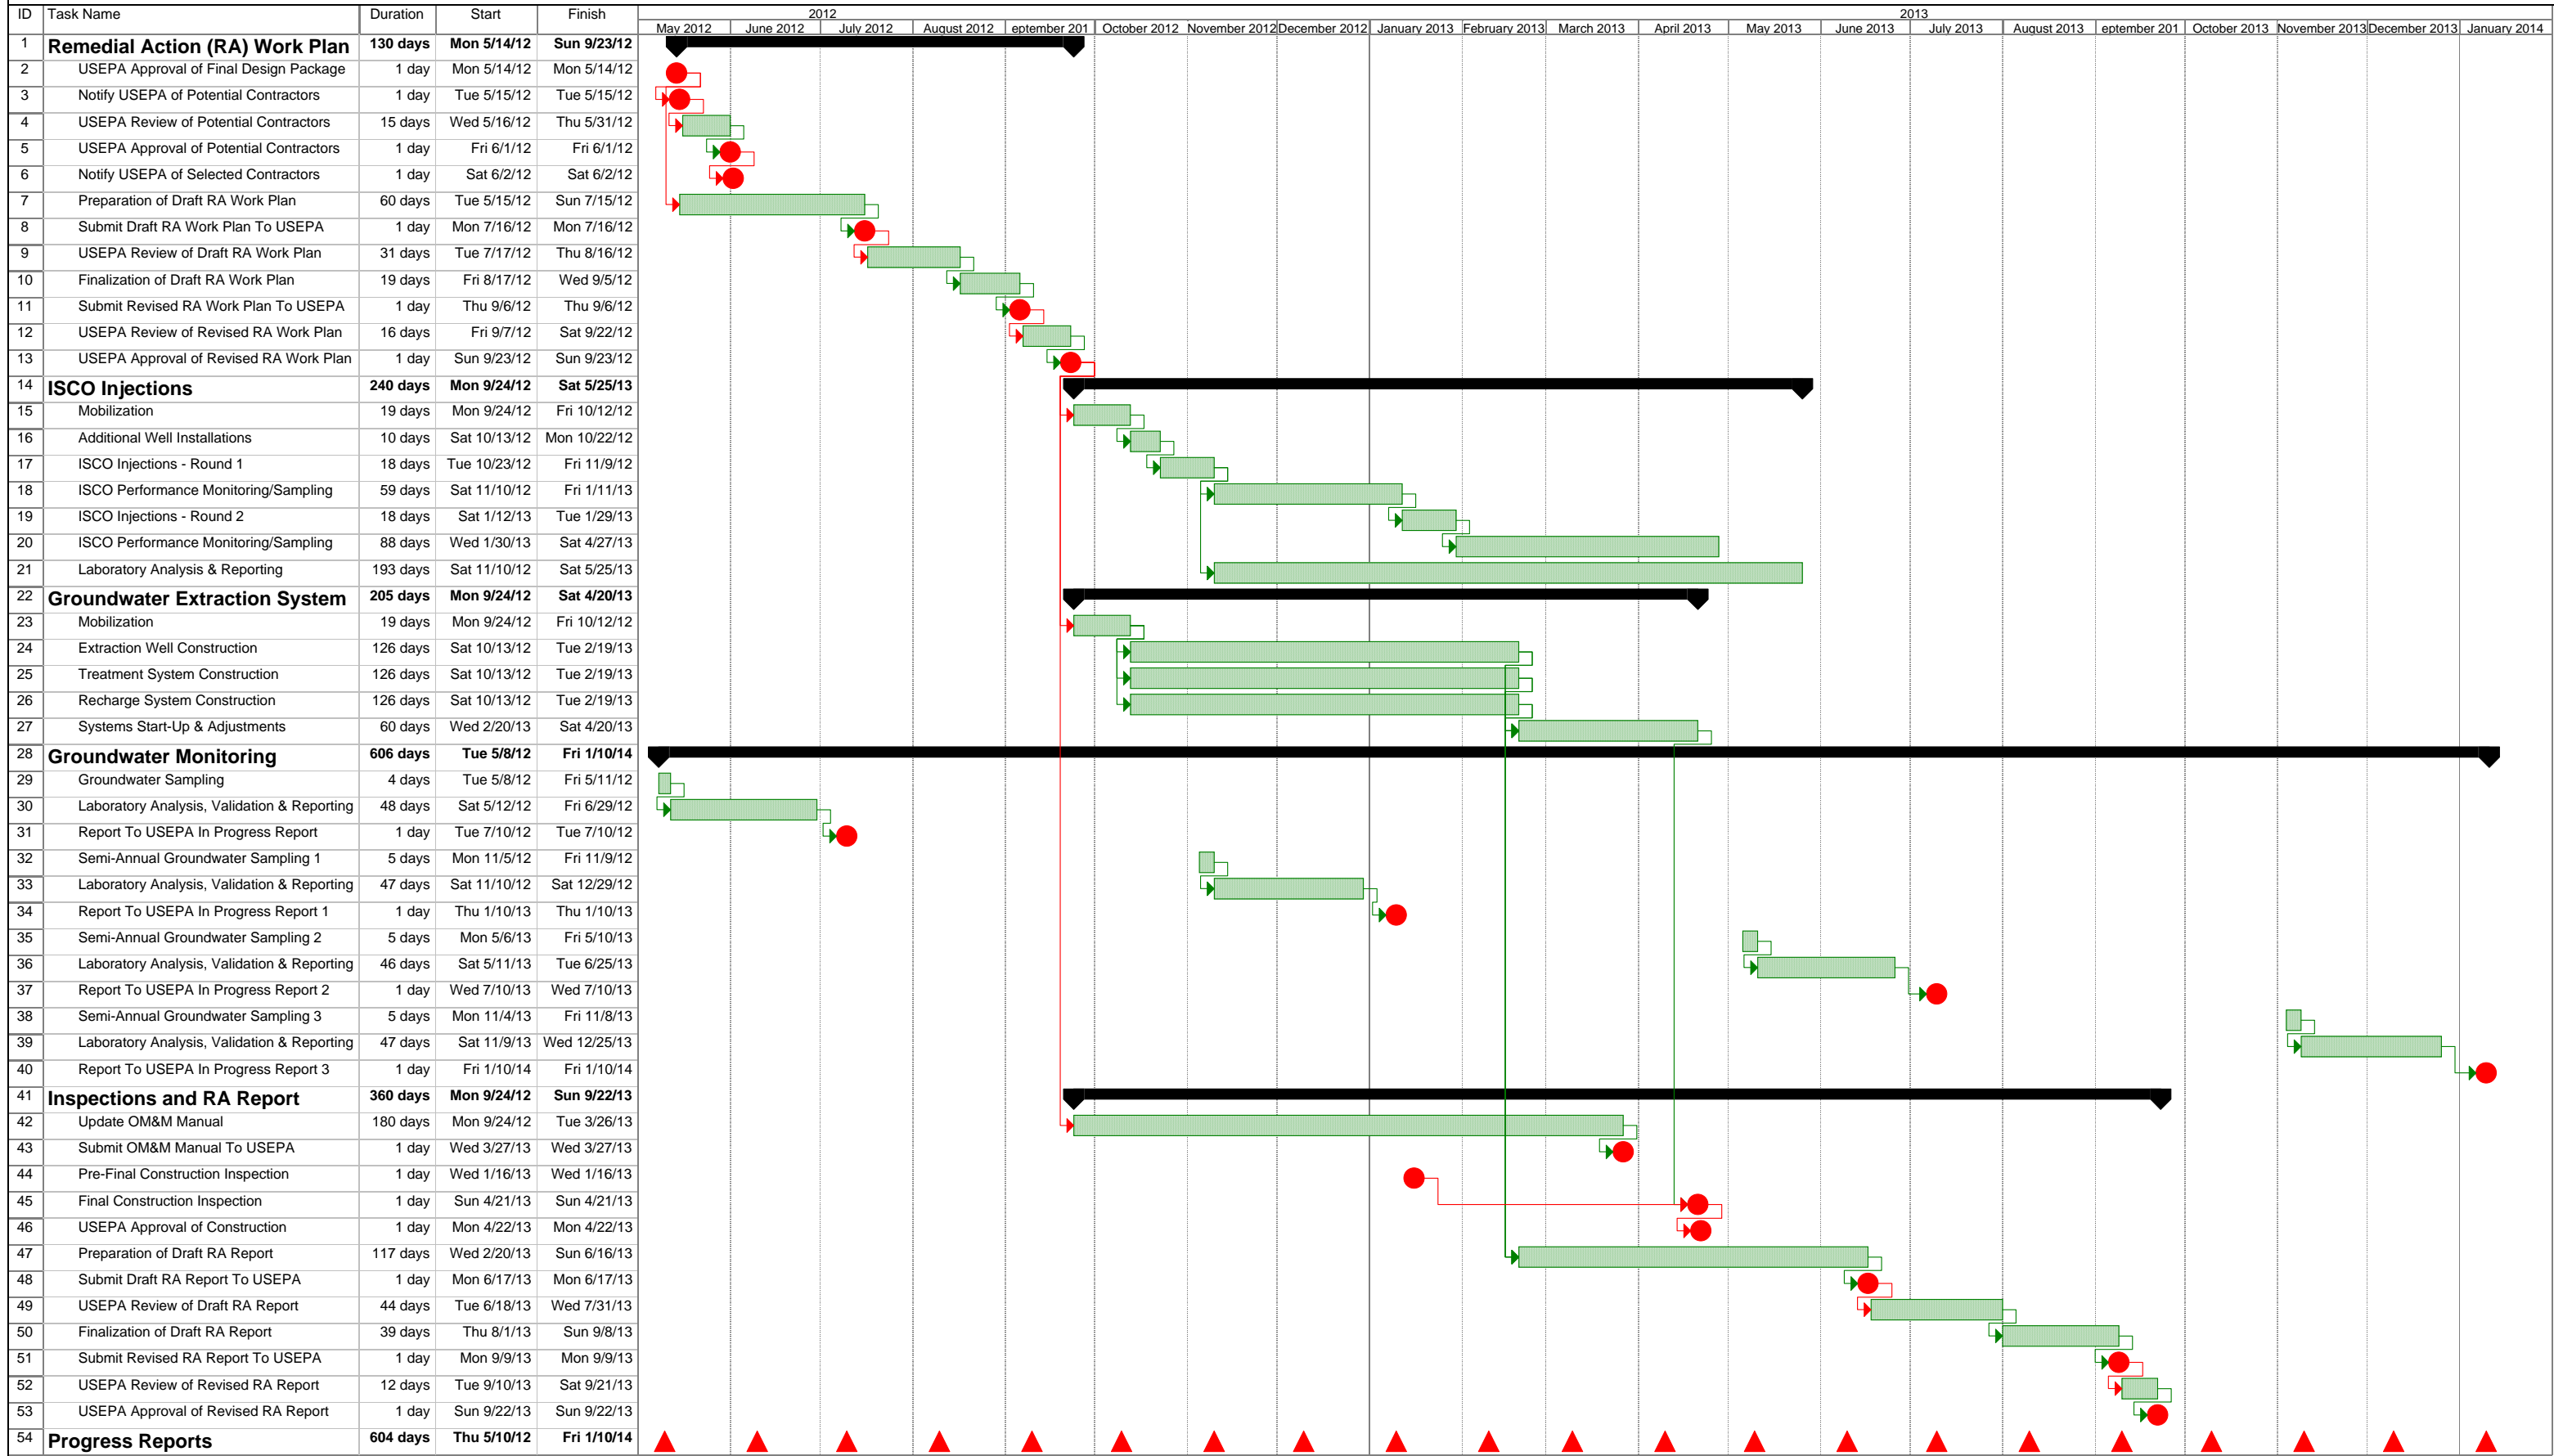 ID Task Name Duration Start Finish 2012 2013
May 2012 June 2012 July 2012 August 2012 eptember 201 October 2012 November 2012 December 2012 January 2013 February 2013 March 2013 April 2013 May 2013 June 2013 July 2013 August 2013 eptember 201 October 2013 November 2013 December 2013 January 2014
1 Remedial Action (RA) Work Plan 130 days Mon 5/14/12 Sun 9/23/12
2 USEPA Approval of Final Design Package 1 day Mon 5/14/12 Mon 5/14/12
3 Notify USEPA of Potential Contractors 1 day Tue 5/15/12 Tue 5/15/12
4 USEPA Review of Potential Contractors 15 days Wed 5/16/12 Thu 5/31/12
5 USEPA Approval of Potential Contractors 1 day Fri 6/1/12 Fri 6/1/12
6 Notify USEPA of Selected Contractors 1 day Sat 6/2/12 Sat 6/2/12
7 Preparation of Draft RA Work Plan 60 days Tue 5/15/12 Sun 7/15/12
8 Submit Draft RA Work Plan To USEPA 1 day Mon 7/16/12 Mon 7/16/12
9 USEPA Review of Draft RA Work Plan 31 days Tue 7/17/12 Thu 8/16/12
10 Finalization of Draft RA Work Plan 19 days Fri 8/17/12 Wed 9/5/12
11 Submit Revised RA Work Plan To USEPA 1 day Thu 9/6/12 Thu 9/6/12
12 USEPA Review of Revised RA Work Plan 16 days Fri 9/7/12 Sat 9/22/12
13 USEPA Approval of Revised RA Work Plan 1 day Sun 9/23/12 Sun 9/23/12
14 ISCO Injections 240 days Mon 9/24/12 Sat 5/25/13
15 Mobilization 19 days Mon 9/24/12 Fri 10/12/12
16 Additional Well Installations 10 days Sat 10/13/12 Mon 10/22/12
17 ISCO Injections - Round 1 18 days Tue 10/23/12 Fri 11/9/12
18 ISCO Performance Monitoring/Sampling 59 days Sat 11/10/12 Fri 1/11/13
19 ISCO Injections - Round 2 18 days Sat 1/12/13 Tue 1/29/13
20 ISCO Performance Monitoring/Sampling 88 days Wed 1/30/13 Sat 4/27/13
21 Laboratory Analysis & Reporting 193 days Sat 11/10/12 Sat 5/25/13
22 Groundwater Extraction System 205 days Mon 9/24/12 Sat 4/20/13
23 Mobilization 19 days Mon 9/24/12 Fri 10/12/12
24 Extraction Well Construction 126 days Sat 10/13/12 Tue 2/19/13
25 Treatment System Construction 126 days Sat 10/13/12 Tue 2/19/13
26 Recharge System Construction 126 days Sat 10/13/12 Tue 2/19/13
27 Systems Start-Up & Adjustments 60 days Wed 2/20/13 Sat 4/20/13
28 Groundwater Monitoring 606 days Tue 5/8/12 Fri 1/10/14
29 Groundwater Sampling 4 days Tue 5/8/12 Fri 5/11/12
30 Laboratory Analysis, Validation & Reporting 48 days Sat 5/12/12 Fri 6/29/12
31 Report To USEPA In Progress Report 1 day Tue 7/10/12 Tue 7/10/12
32 Semi-Annual Groundwater Sampling 1 5 days Mon 11/5/12 Fri 11/9/12
33 Laboratory Analysis, Validation & Reporting 47 days Sat 11/10/12 Sat 12/29/12
34 Report To USEPA In Progress Report 1 1 day Thu 1/10/13 Thu 1/10/13
35 Semi-Annual Groundwater Sampling 2 5 days Mon 5/6/13 Fri 5/10/13
36 Laboratory Analysis, Validation & Reporting 46 days Sat 5/11/13 Tue 6/25/13
37 Report To USEPA In Progress Report 2 1 day Wed 7/10/13 Wed 7/10/13
38 Semi-Annual Groundwater Sampling 3 5 days Mon 11/4/13 Fri 11/8/13
39 Laboratory Analysis, Validation & Reporting 47 days Sat 11/9/13 Wed 12/25/13
40 Report To USEPA In Progress Report 3 1 day Fri 1/10/14 Fri 1/10/14
41 Inspections and RA Report 360 days Mon 9/24/12 Sun 9/22/13
42 Update OM&M Manual 180 days Mon 9/24/12 Tue 3/26/13
43 Submit OM&M Manual To USEPA 1 day Wed 3/27/13 Wed 3/27/13
44 Pre-Final Construction Inspection 1 day Wed 1/16/13 Wed 1/16/13
45 Final Construction Inspection 1 day Sun 4/21/13 Sun 4/21/13
46 USEPA Approval of Construction 1 day Mon 4/22/13 Mon 4/22/13
47 Preparation of Draft RA Report 117 days Wed 2/20/13 Sun 6/16/13
48 Submit Draft RA Report To USEPA 1 day Mon 6/17/13 Mon 6/17/13
49 USEPA Review of Draft RA Report 44 days Tue 6/18/13 Wed 7/31/13
50 Finalization of Draft RA Report 39 days Thu 8/1/13 Sun 9/8/13
51 Submit Revised RA Report To USEPA 1 day Mon 9/9/13 Mon 9/9/13
52 USEPA Review of Revised RA Report 12 days Tue 9/10/13 Sat 9/21/13
53 USEPA Approval of Revised RA Report 1 day Sun 9/22/13 Sun 9/22/13
54 Progress Reports 604 days Thu 5/10/12 Fri 1/10/14